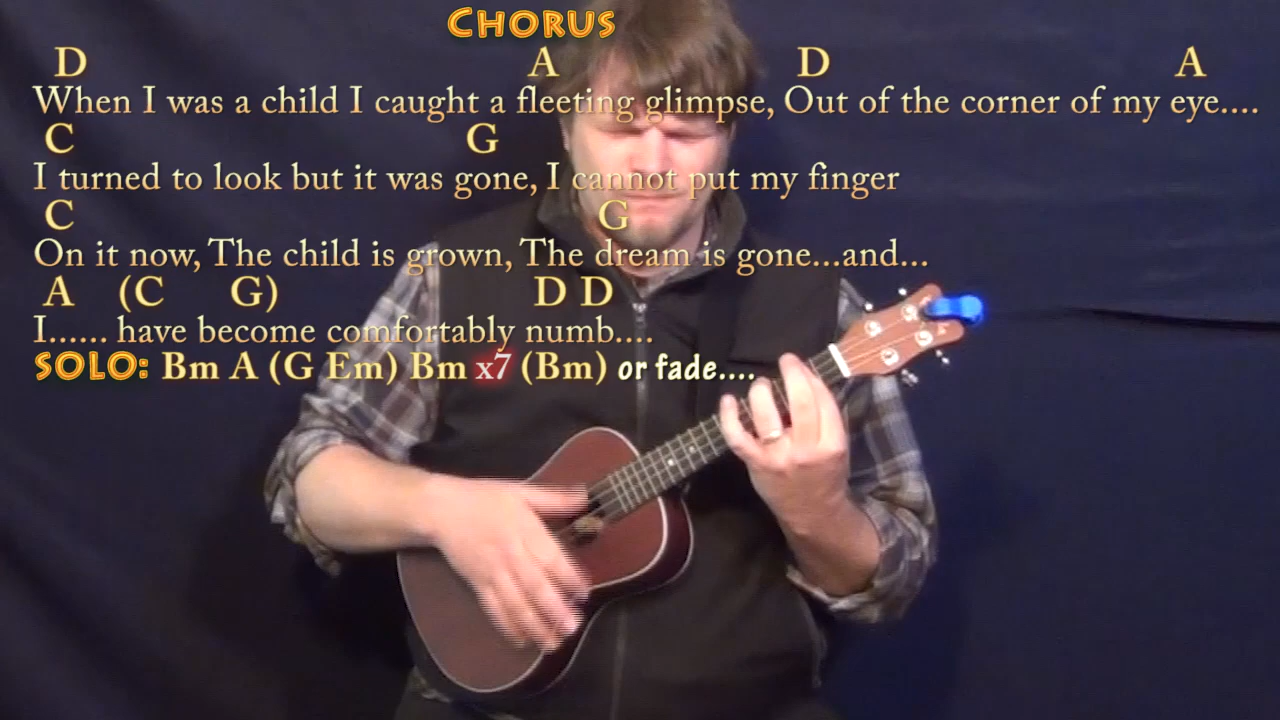 CHORUS
D A D A
When I was a child I caught a fleeting glimpse, Out of the corner of my eye....
C G
I turned to look but it was gone, I cannot put my finger
C G
On it now, The child is grown, The dream is gone...and...
A (C G) D D
I...... have become comfortably numb....
SOLO: Bm A (G Em) Bm x7 (Bm) or fade....